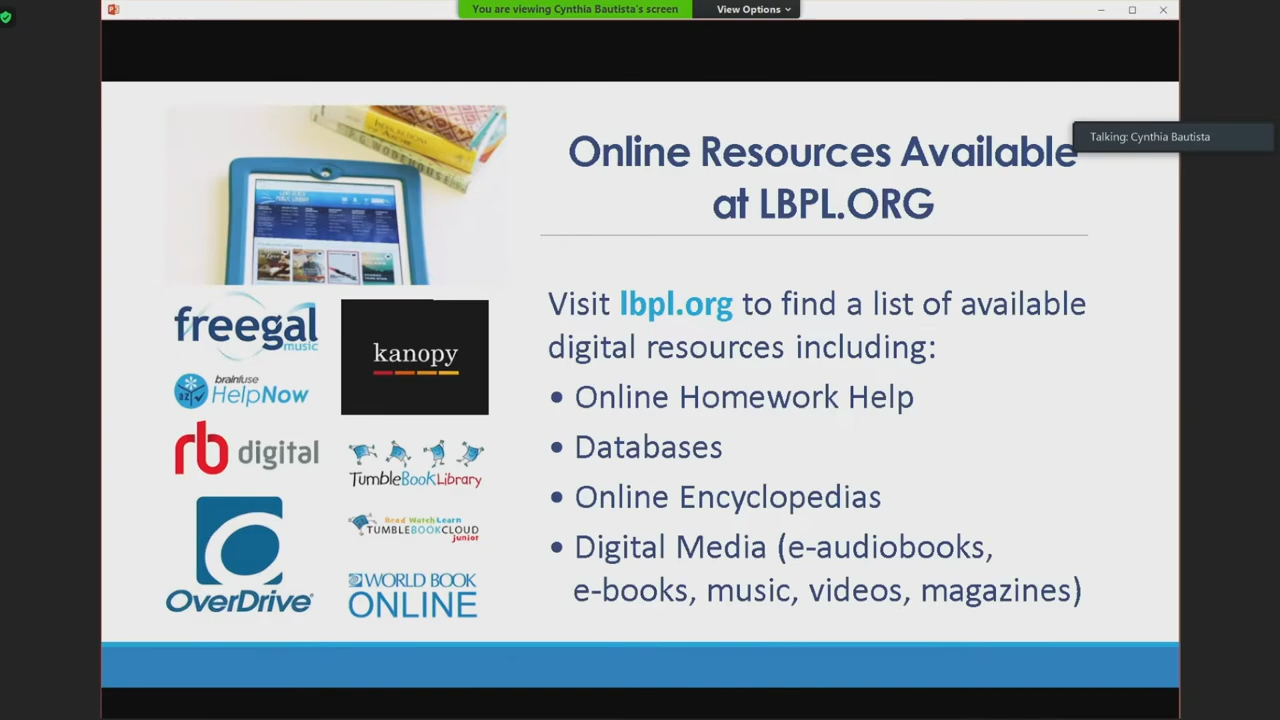 You are viewing Cynthia Bautista's screen
View Options
Talking: Cynthia Bautista
Online Resources Available
at LBPL.ORG
P.G. WODEHOUSE
PUBLIC LIBRARY
freegal
music
kanopy
brainfuse
HelpNow
rb digital
TumbleBookLibrary
OverDrive
Read Watch Learn
TUMBLEBOOKCLOUD
junior
WORLD BOOK
ONLINE
Visit lbpl.org to find a list of available
digital resources including:
• Online Homework Help
• Databases
• Online Encyclopedias
• Digital Media (e-audiobooks,
e-books, music, videos, magazines)